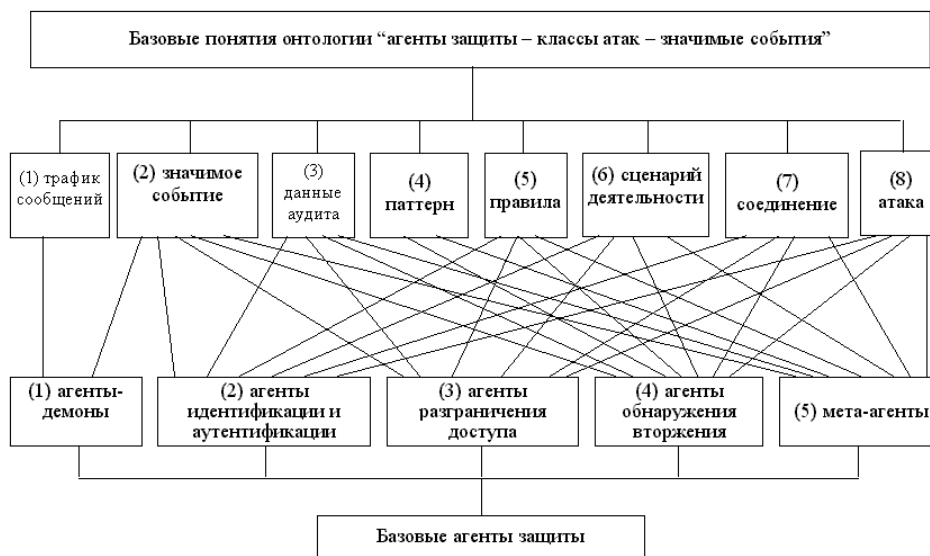 Базовые понятия онтологии “агенты защиты – классы атак – значимые события”
(1) трафик
сообщений
(2) значимое
событие
(3)
данные
аудита
(4)
паттерн
(5)
правила
(6) сценарий
деятельности
(7)
соединение
(8)
атака
(1) агенты-
демоны
(2) агенты
идентификации и
аутентификации
(3) агенты
разграничения
доступа
(4) агенты
обнаружения
вторжения
(5) мета-агенты
Базовые агенты защиты